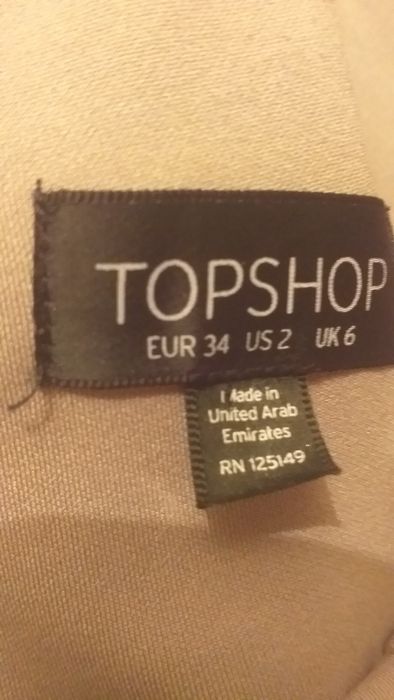 TOPSHOP
EUR 34 US 2 UK 6
Made in
United Arab
Emirates
RN 125149